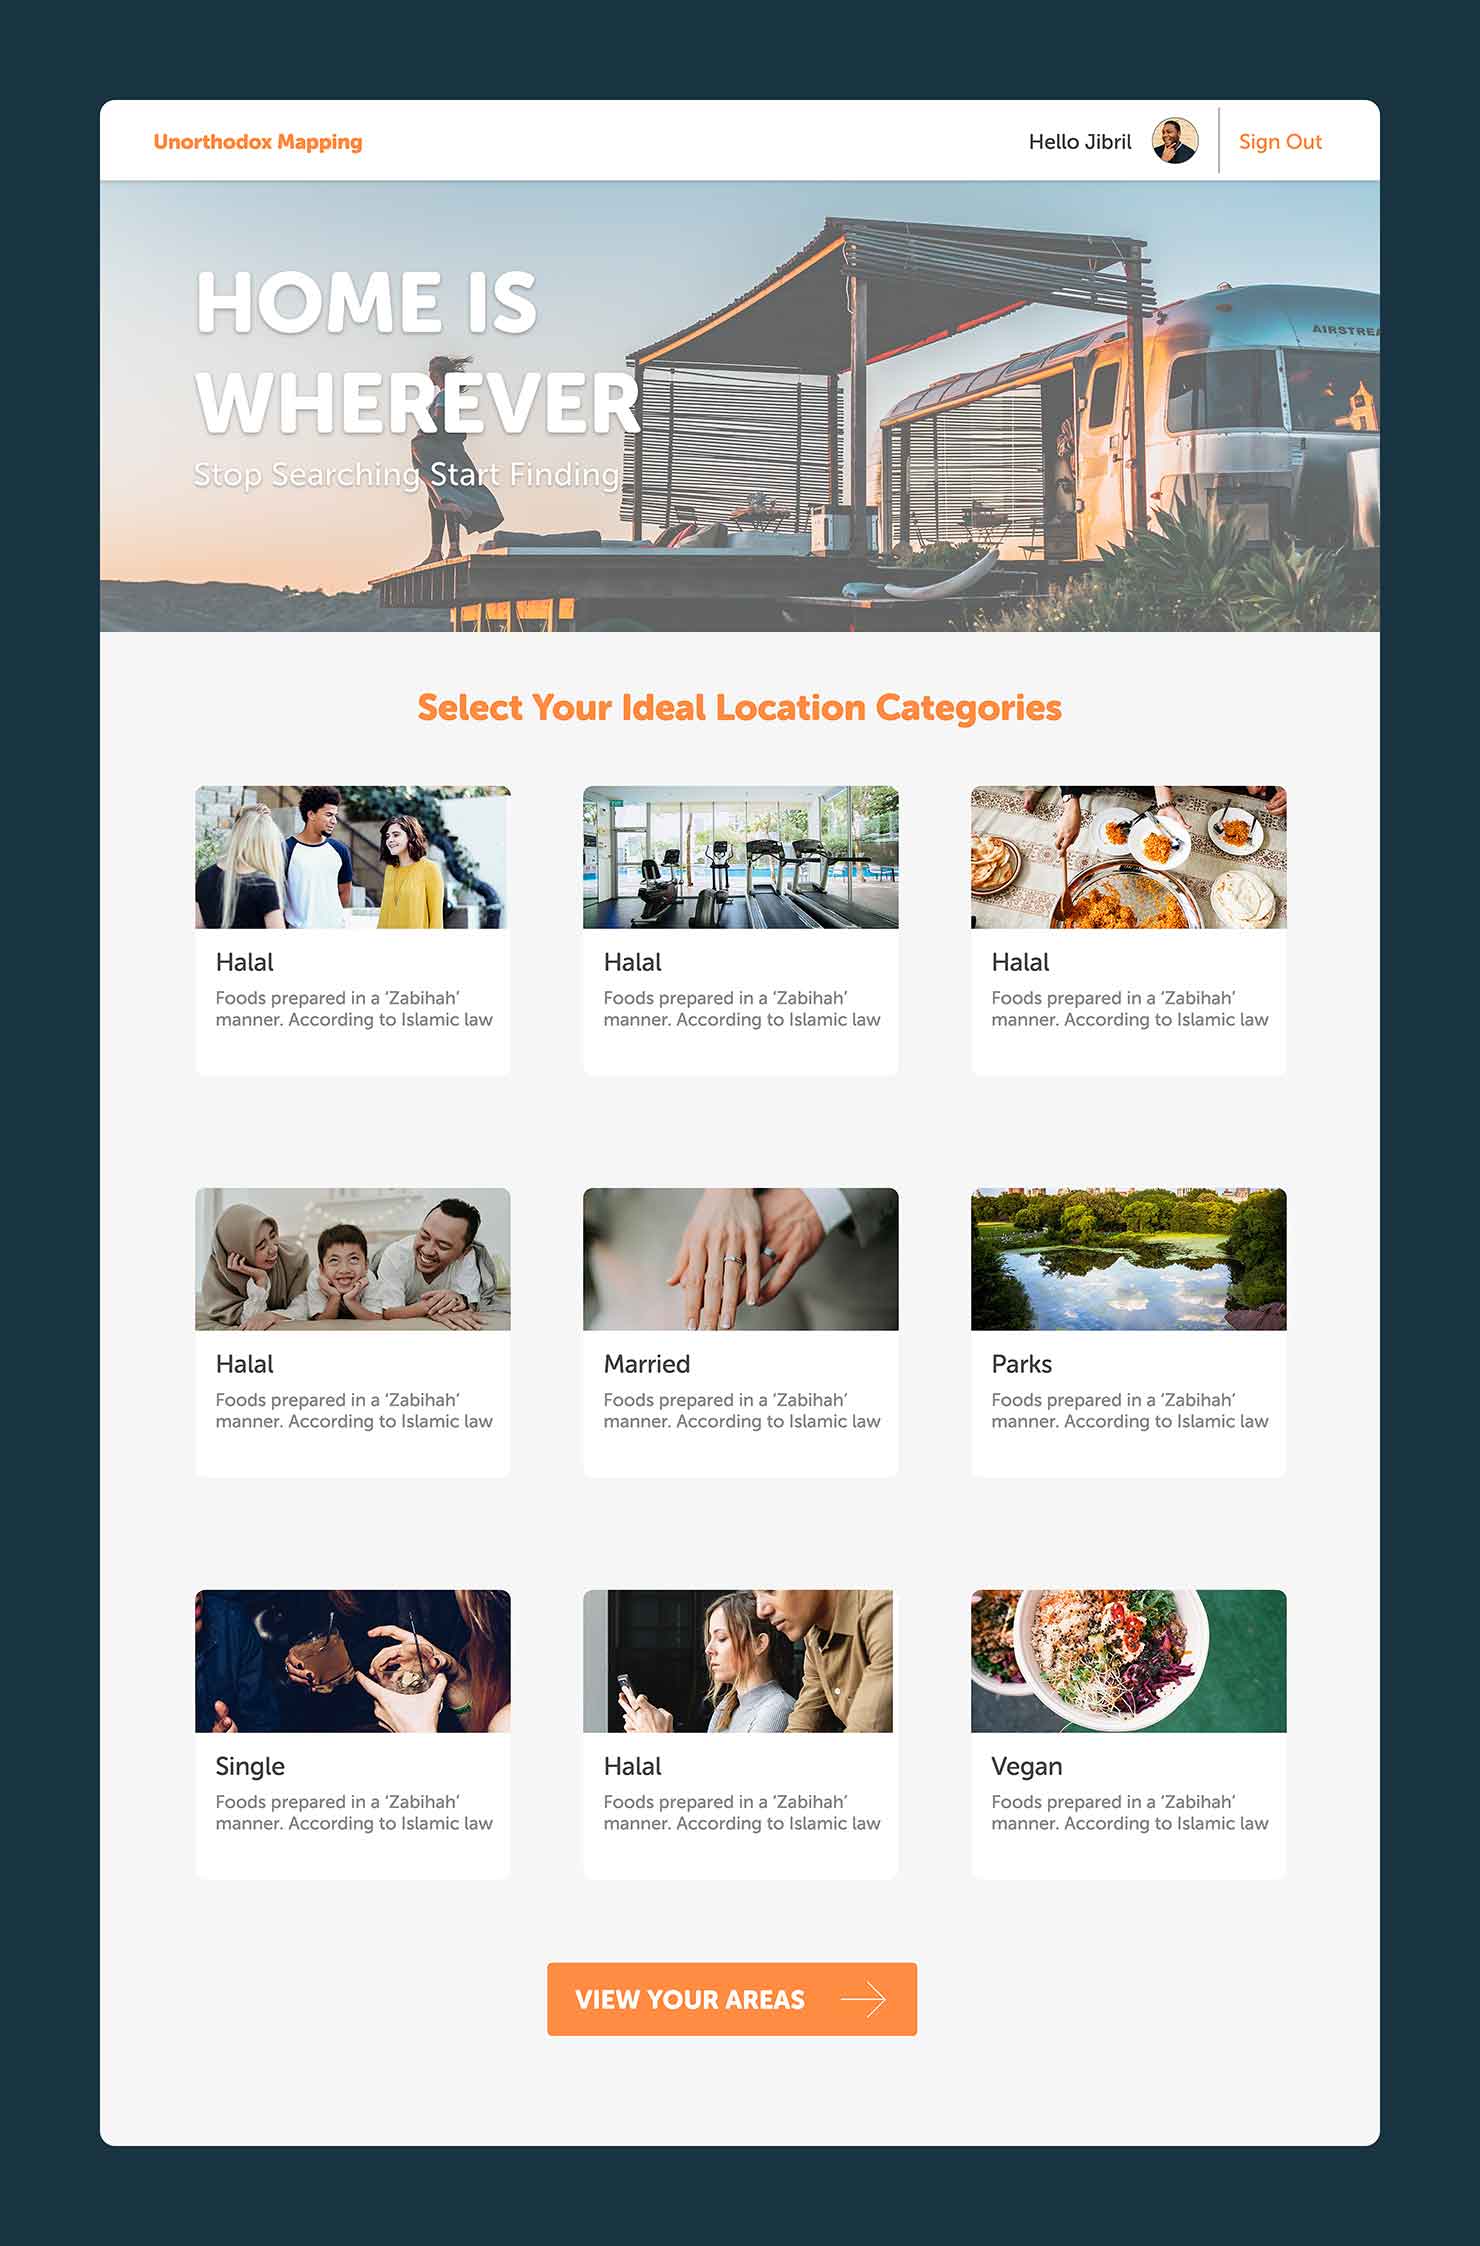 Unorthodox Mapping
Hello Jibril
Sign Out
HOME IS
WHEREVER
Stop Searching Start Finding
Select Your Ideal Location Categories
Halal
Foods prepared in a ‘Zabihah’
manner. According to Islamic law
Halal
Foods prepared in a ‘Zabihah’
manner. According to Islamic law
Halal
Foods prepared in a ‘Zabihah’
manner. According to Islamic law
Halal
Foods prepared in a ‘Zabihah’
manner. According to Islamic law
Married
Foods prepared in a ‘Zabihah’
manner. According to Islamic law
Parks
Foods prepared in a ‘Zabihah’
manner. According to Islamic law
Single
Foods prepared in a ‘Zabihah’
manner. According to Islamic law
Halal
Foods prepared in a ‘Zabihah’
manner. According to Islamic law
Vegan
Foods prepared in a ‘Zabihah’
manner. According to Islamic law
VIEW YOUR AREAS